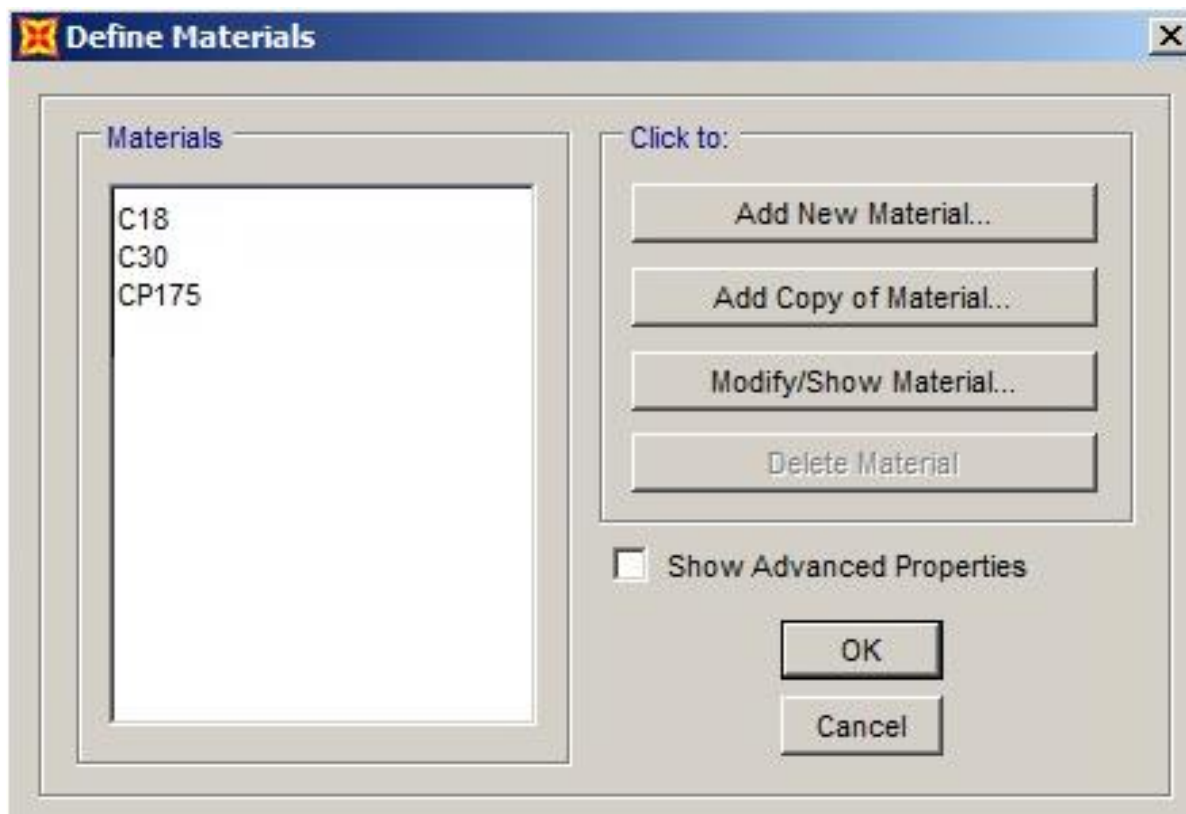 Define Materials
Materials
C18
C30
CP175
Click to:
Add New Material...
Add Copy of Material...
Modify/Show Material...
Delete Material
Show Advanced Properties
OK
Cancel